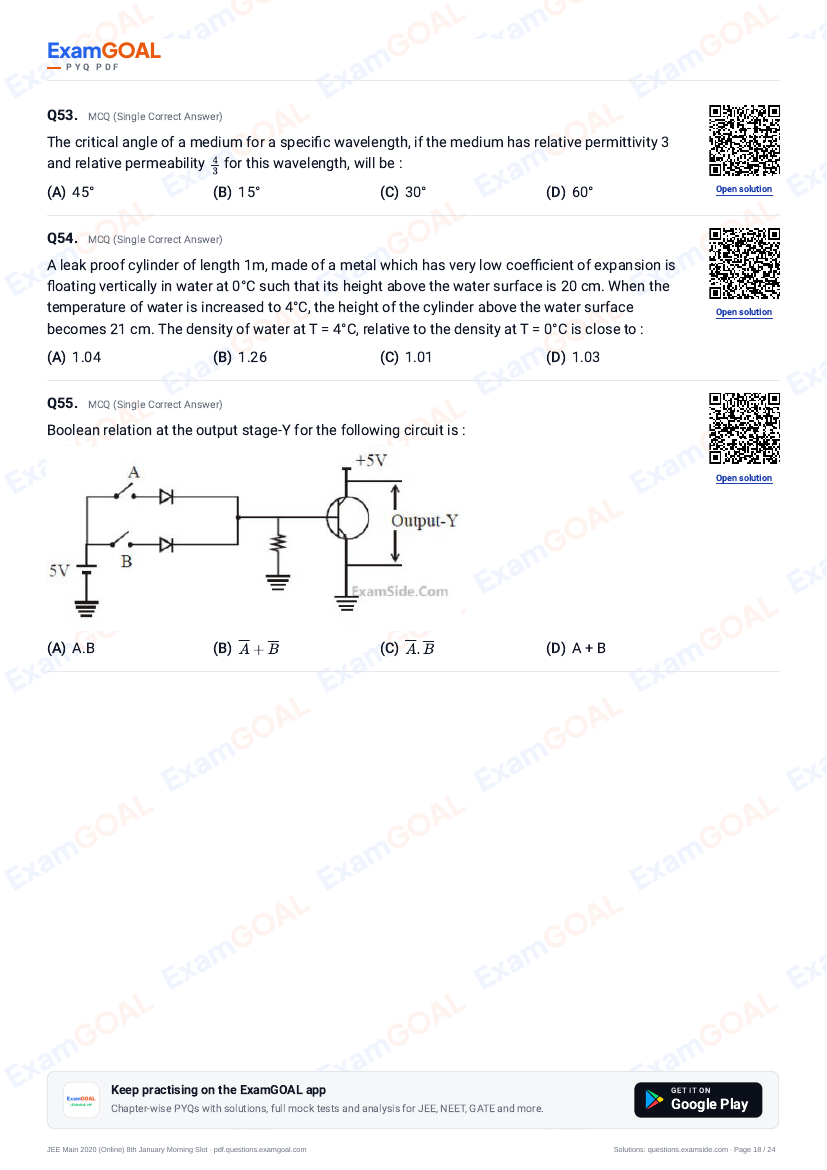 ExamGOAL
PYQ PDF
Q53. MCQ (Single Correct Answer)
The critical angle of a medium for a specific wavelength, if the medium has relative permittivity 3
and relative permeability 4/3 for this wavelength, will be :
(A) 45° (B) 15° (C) 30° (D) 60°
Open solution
Q54. MCQ (Single Correct Answer)
A leak proof cylinder of length 1m, made of a metal which has very low coefficient of expansion is
floating vertically in water at 0°C such that its height above the water surface is 20 cm. When the
temperature of water is increased to 4°C, the height of the cylinder above the water surface
becomes 21 cm. The density of water at T = 4°C, relative to the density at T = 0°C is close to :
(A) 1.04 (B) 1.26 (C) 1.01 (D) 1.03
Open solution
Q55. MCQ (Single Correct Answer)
Boolean relation at the output stage-Y for the following circuit is :
Open solution
+5V
A
Output-Y
B
5V
ExamSide.Com
(A) A.B (B) A̅ + B̅ (C) A̅. B̅ (D) A + B
ExamGOAL
Keep practising on the ExamGOAL app
Chapter-wise PYQs with solutions, full mock tests and analysis for JEE, NEET, GATE and more.
GET IT ON
Google Play
JEE Main 2020 (Online) 8th January Morning Slot · pdf.questions.examgoal.com
Solutions: questions.examside.com · Page 18 / 24